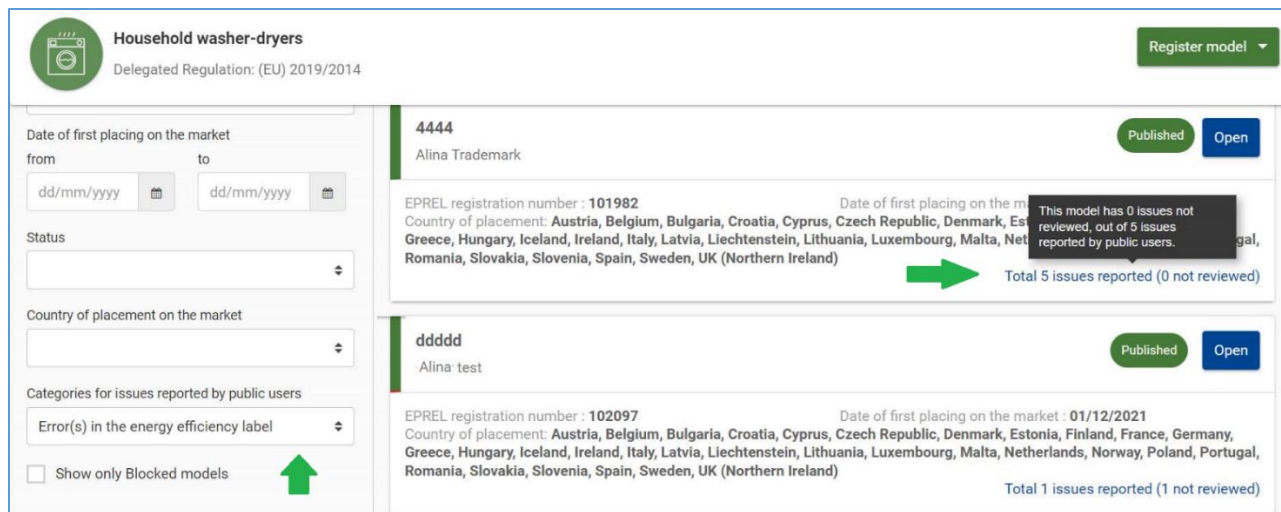 Household washer-dryers
Delegated Regulation: (EU) 2019/2014
Register model
Date of first placing on the market
from to
dd/mm/yyyy dd/mm/yyyy
Status
Country of placement on the market
Categories for issues reported by public users
Error(s) in the energy efficiency label
Show only Blocked models
4444
Alina Trademark
Published Open
EPREL registration number : 101982 Date of first placing on the
Country of placement: Austria, Belgium, Bulgaria, Croatia, Cyprus, Czech Republic, Denmark,
Greece, Hungary, Iceland, Ireland, Italy, Latvia, Liechtenstein, Lithuania, Luxembourg, Malta,
Romania, Slovakia, Slovenia, Spain, Sweden, UK (Northern Ireland)
This model has 0 issues not
reviewed, out of 5 issues
reported by public users.
Total 5 issues reported (0 not reviewed)
ddddd
Alina test
Published Open
EPREL registration number : 102097 Date of first placing on the market : 01/12/2021
Country of placement: Austria, Belgium, Bulgaria, Croatia, Cyprus, Czech Republic, Denmark, Estonia, Finland, France, Germany,
Greece, Hungary, Iceland, Ireland, Italy, Latvia, Liechtenstein, Lithuania, Luxembourg, Malta, Netherlands, Norway, Poland, Portugal,
Romania, Slovakia, Slovenia, Spain, Sweden, UK (Northern Ireland)
Total 1 issues reported (1 not reviewed)